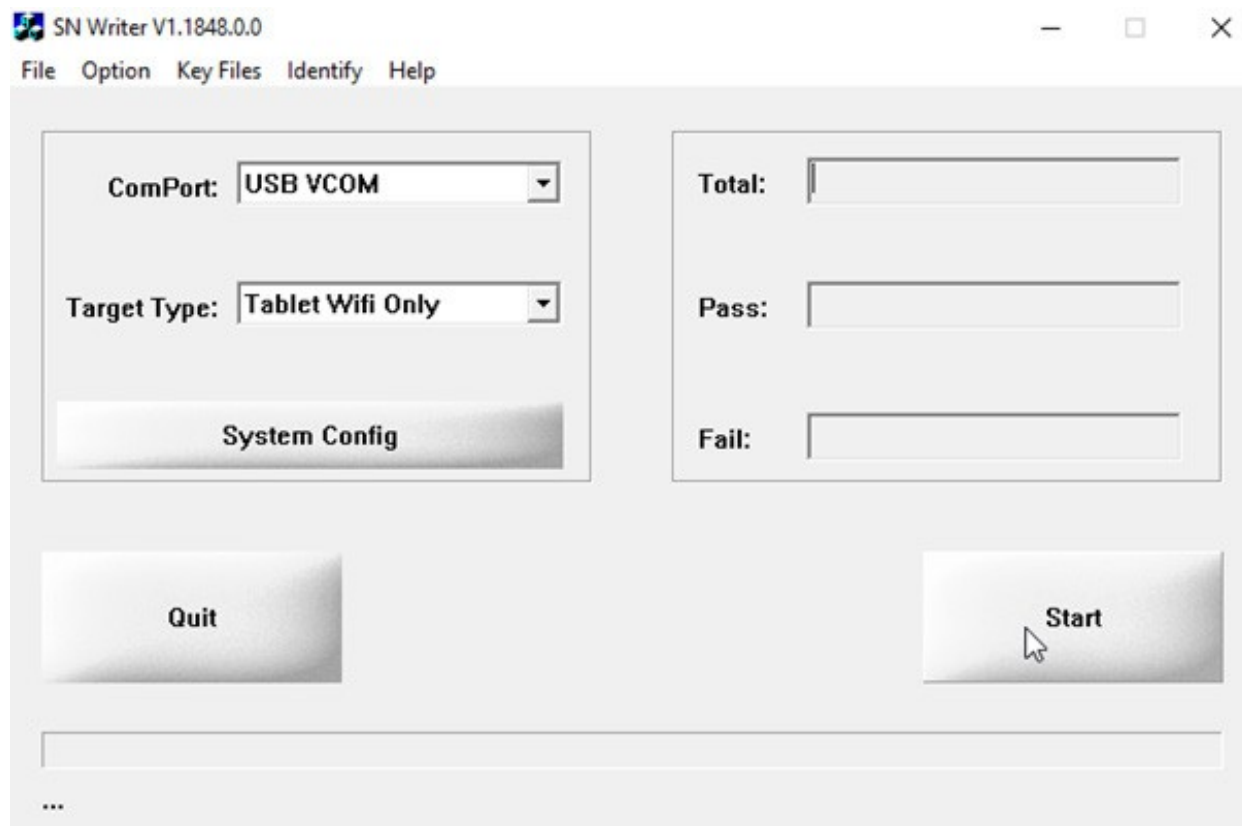 SN Writer V1.1848.0.0
File Option Key Files Identify Help
ComPort: USB VCOM
Target Type: Tablet Wifi Only
System Config
Total:
Pass:
Fail:
Quit
Start
...